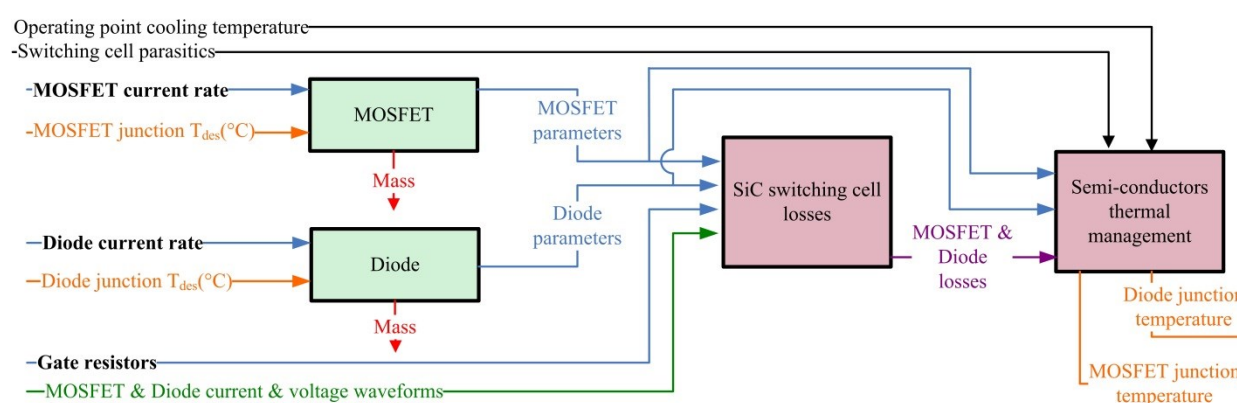 Operating point cooling temperature
-Switching cell parasitics
MOSFET current rate
MOSFET junction Tdes(°C)
MOSFET
Mass
MOSFET
parameters
Diode current rate
Diode junction Tdes(°C)
Diode
Mass
Diode
parameters
Gate resistors
MOSFET & Diode current & voltage waveforms
SiC switching cell
losses
MOSFET &
Diode
losses
Semi-conductors
thermal
management
Diode junction
temperature
MOSFET junction
temperature